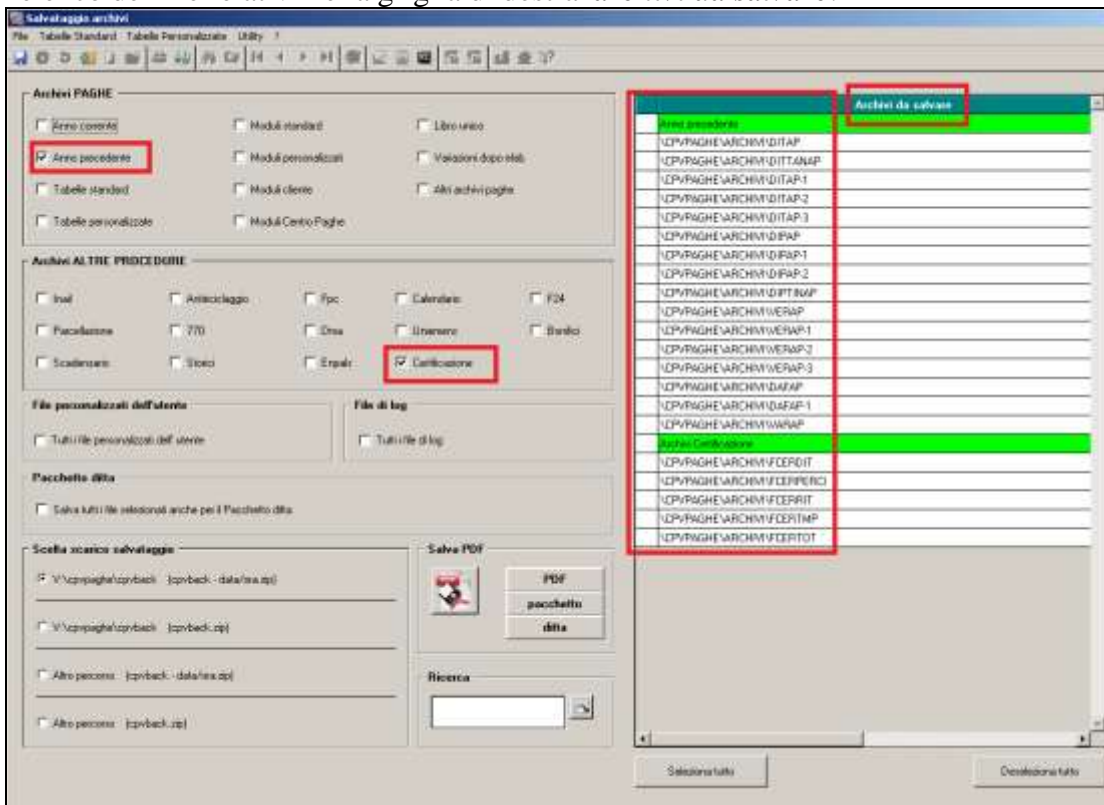 Salvataggio archivi
File Tabelle Standard Tabelle Personalizzate Utility ?
Archivi PAGHE
Anno corrente
Moduli standard
Libro unico
Anno precedente
Moduli personalizzati
Variazioni dopo elab.
Tabelle standard
Moduli cliente
Altri archivi paghe
Tabelle personalizzate
Moduli Centro Paghe
Archivi ALTRE PROCEDURE
Inail
Antiriciclaggio
Fpc
Calendario
F24
Parcellazione
770
Dma
Uniemens
Bonifici
Scadenzario
Storici
Enpals
Certificazione
File personalizzati dell'utente
Tutti i file personalizzati dell' utente
File di log
Tutti i file di log
Pacchetto ditta
Salva tutti i file selezionati anche per il Pacchetto ditta
Scelta scarico salvataggio
V:\cpvpaghe\cpvback (cpvback - data/ora.zip)
V:\cpvpaghe\cpvback (cpvback.zip)
Altro percorso (cpvback - data/ora.zip)
Altro percorso (cpvback.zip)
Salva PDF
PDF
pacchetto
ditta
Ricerca
Archivi da salvare
Anno precedente
\CPVPAGHE\ARCHIVI\DITAP
\CPVPAGHE\ARCHIVI\DITTANAP
\CPVPAGHE\ARCHIVI\DITAP-1
\CPVPAGHE\ARCHIVI\DITAP-2
\CPVPAGHE\ARCHIVI\DITAP-3
\CPVPAGHE\ARCHIVI\DIPAP
\CPVPAGHE\ARCHIVI\DIPAP-1
\CPVPAGHE\ARCHIVI\DIPAP-2
\CPVPAGHE\ARCHIVI\DIPTINAP
\CPVPAGHE\ARCHIVI\VERAP
\CPVPAGHE\ARCHIVI\VERAP-1
\CPVPAGHE\ARCHIVI\VERAP-2
\CPVPAGHE\ARCHIVI\VERAP-3
\CPVPAGHE\ARCHIVI\DAFAP
\CPVPAGHE\ARCHIVI\DAFAP-1
\CPVPAGHE\ARCHIVI\VARAP
Archivi Certificazione
\CPVPAGHE\ARCHIVI\FCERDIT
\CPVPAGHE\ARCHIVI\FCERPERCI
\CPVPAGHE\ARCHIVI\FCERRIT
\CPVPAGHE\ARCHIVI\FCERTMP
\CPVPAGHE\ARCHIVI\FCERTOT
Seleziona tutto
Deseleziona tutto